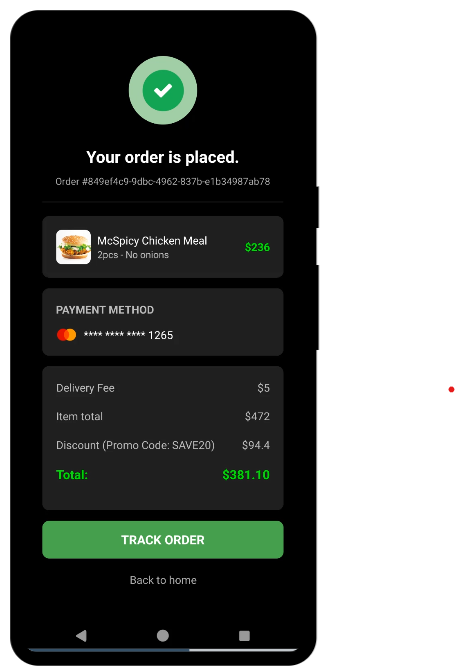 Your order is placed.
Order #849ef4c9-9dbc-4962-837b-e1b34987ab78
McSpicy Chicken Meal
$236
2pcs - No onions
PAYMENT METHOD
**** **** **** 1265
Delivery Fee $5
Item total $472
Discount (Promo Code: SAVE20) $94.4
Total: $381.10
TRACK ORDER
Back to home